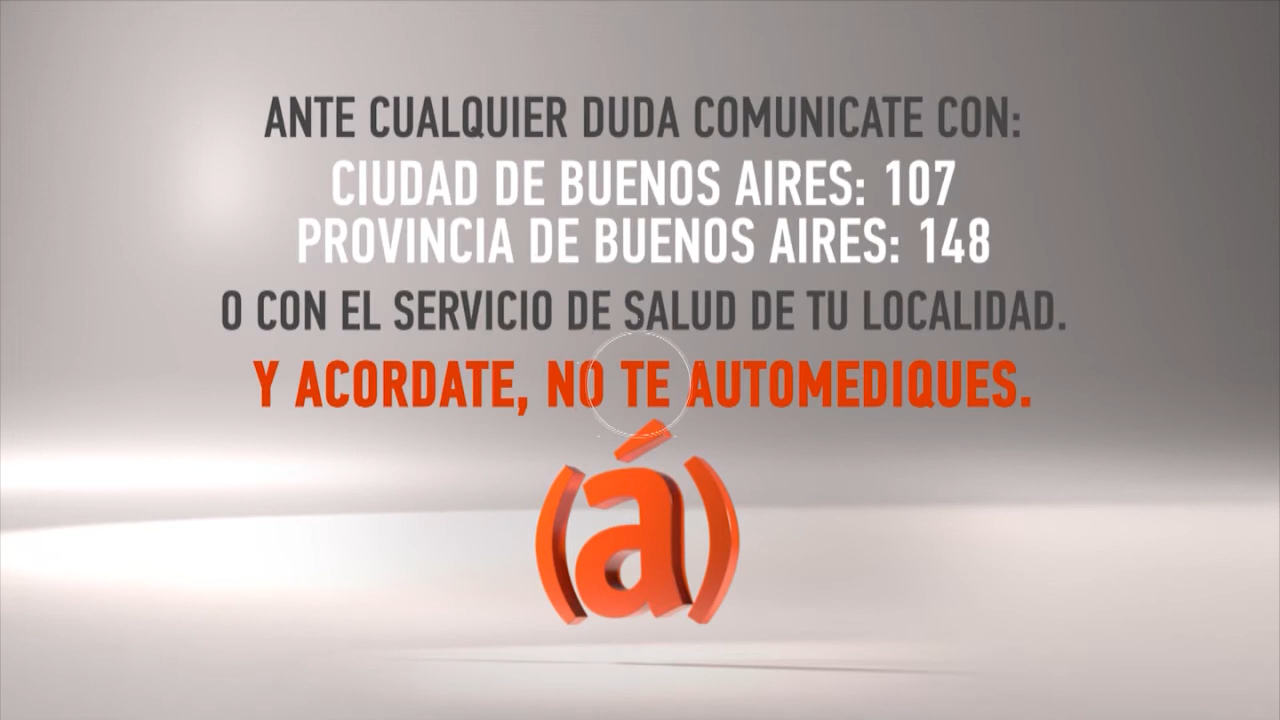 ANTE CUALQUIER DUDA COMUNICATE CON:
CIUDAD DE BUENOS AIRES: 107
PROVINCIA DE BUENOS AIRES: 148
O CON EL SERVICIO DE SALUD DE TU LOCALIDAD.
Y ACORDATE, NO TE AUTOMEDIQUES.
(á)